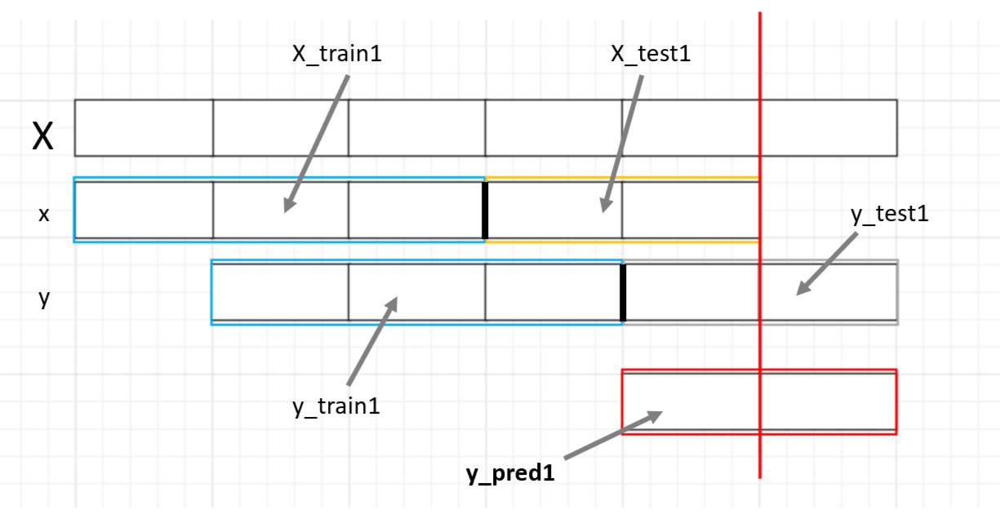 X_train1
X_test1
X
x
y_test1
y
y_train1
y_pred1